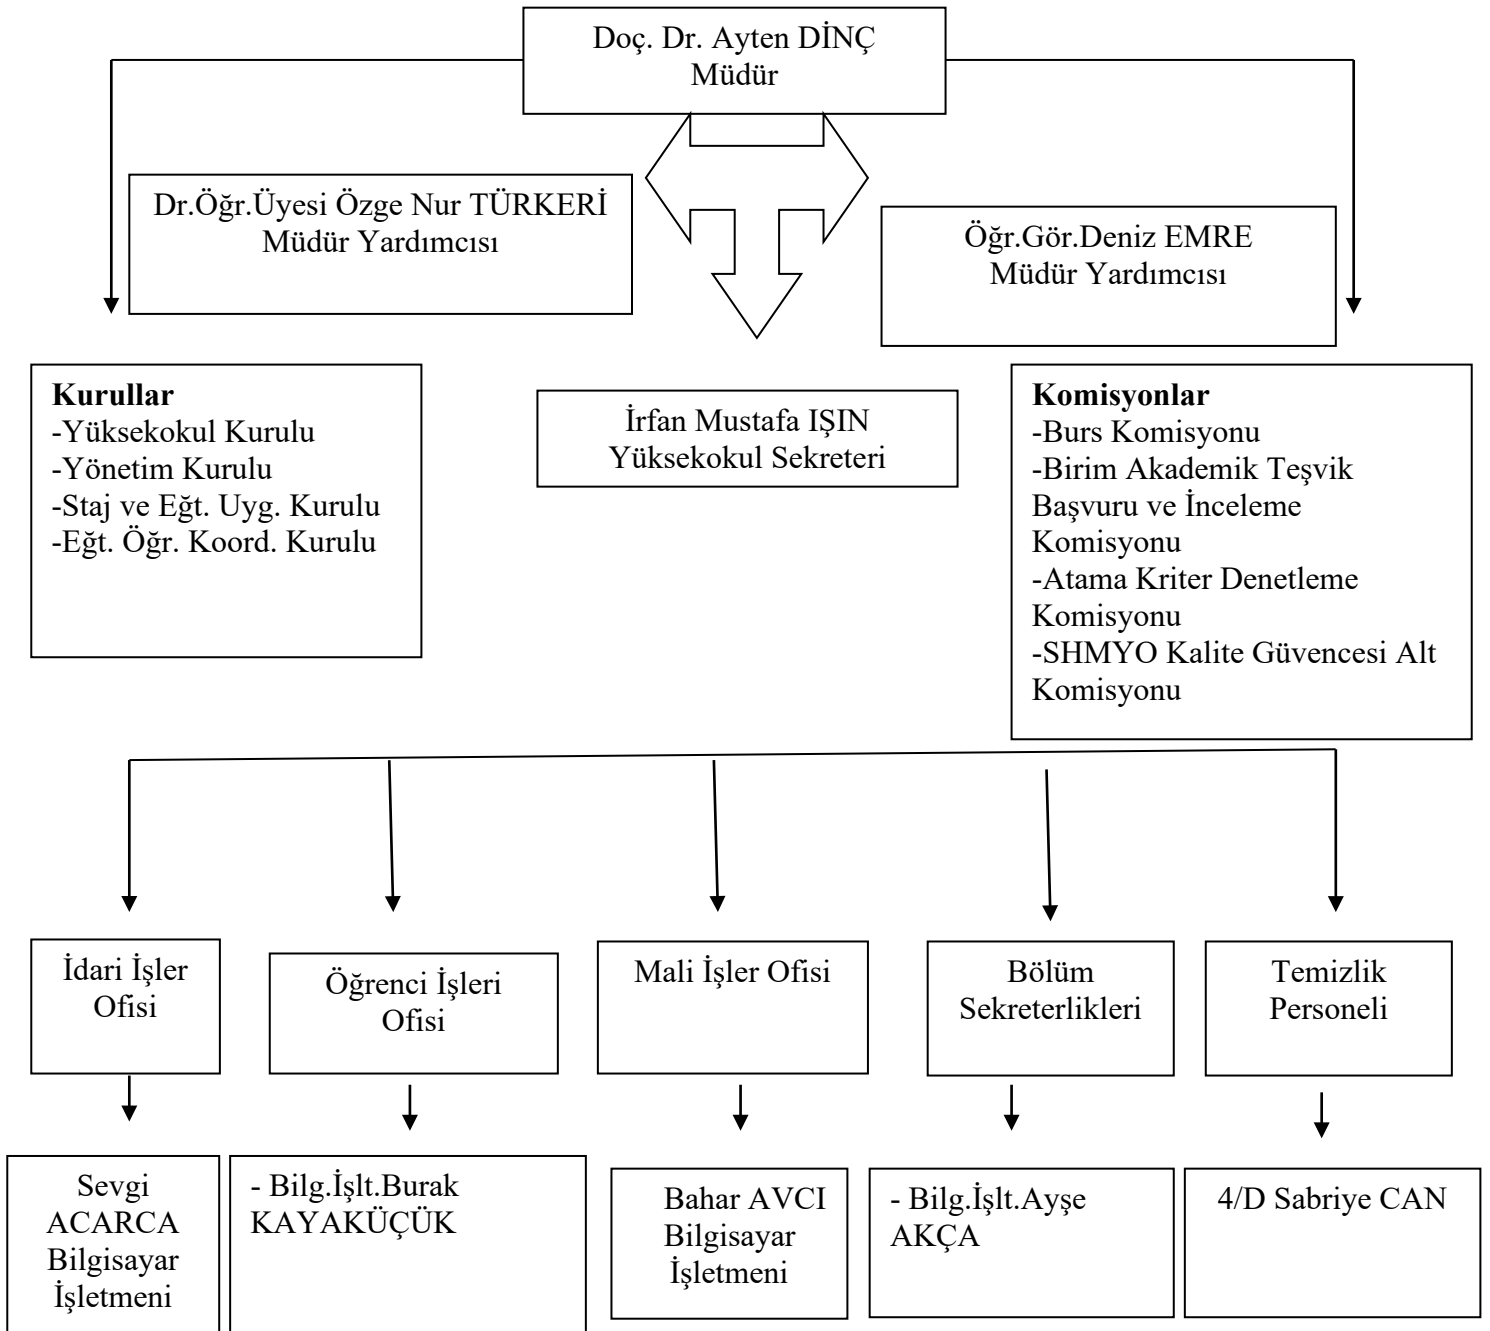 Doç. Dr. Ayten DİNÇ
Müdür
Dr.Öğr.Üyesi Özge Nur TÜRKERİ
Müdür Yardımcısı
Öğr.Gör.Deniz EMRE
Müdür Yardımcısı
Kurullar
-Yüksekokul Kurulu
-Yönetim Kurulu
-Staj ve Eğt. Uyg. Kurulu
-Eğt. Öğr. Koord. Kurulu
İrfan Mustafa IŞIN
Yüksekokul Sekreteri
Komisyonlar
-Burs Komisyonu
-Birim Akademik Teşvik
Başvuru ve İnceleme
Komisyonu
-Atama Kriter Denetleme
Komisyonu
-SHMYO Kalite Güvencesi Alt
Komisyonu
İdari İşler
Ofisi
Öğrenci İşleri
Ofisi
Mali İşler Ofisi
Bölüm
Sekreterlikleri
Temizlik
Personeli
Sevgi
ACARCA
Bilgisayar
İşletmeni
- Bilg.İşlt.Burak
KAYAKÜÇÜK
Bahar AVCI
Bilgisayar
İşletmeni
- Bilg.İşlt.Ayşe
AKÇA
4/D Sabriye CAN